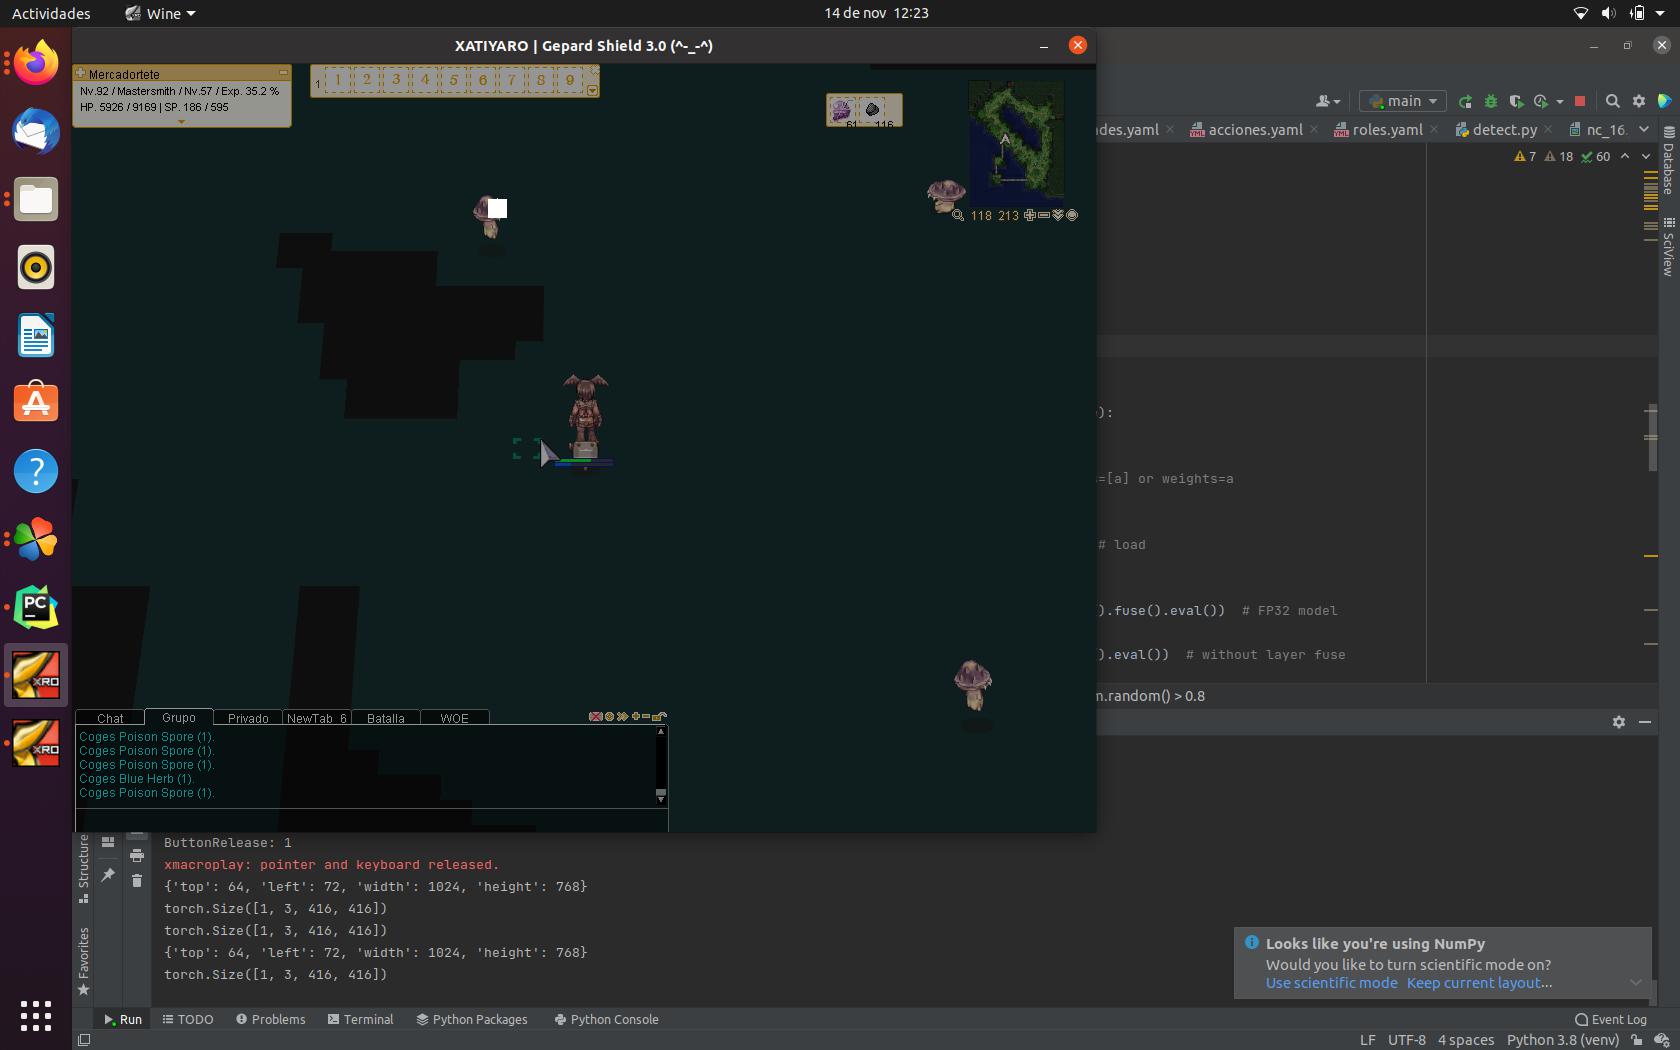 Actividades
Wine
14 de nov 12:23
XATIYARO | Gepard Shield 3.0 (^-_-^)
Mercadortete
Nv.92 / Mastersmith / Nv.57 / Exp. 35.2 %
HP. 5926 / 9169 | SP. 186 / 595
1 1 2 3 4 5 6 7 8 9
61 116
118 213
main
des.yaml
acciones.yaml
roles.yaml
detect.py
nc_16.
7 18 60
Database
SciView
):
s=[a] or weights=a
# load
).fuse().eval()) # FP32 model
).eval()) # without layer fuse
m.random() > 0.8
Chat Grupo Privado NewTab 6 Batalla WOE
Coges Poison Spore (1).
Coges Poison Spore (1).
Coges Poison Spore (1).
Coges Blue Herb (1).
Coges Poison Spore (1).
PC
XRO
XRO
Structure
Favorites
ButtonRelease: 1
xmacroplay: pointer and keyboard released.
{'top': 64, 'left': 72, 'width': 1024, 'height': 768}
torch.Size([1, 3, 416, 416])
torch.Size([1, 3, 416, 416])
{'top': 64, 'left': 72, 'width': 1024, 'height': 768}
torch.Size([1, 3, 416, 416])
Looks like you're using NumPy
Would you like to turn scientific mode on?
Use scientific mode Keep current layout...
Run TODO Problems Terminal Python Packages Python Console
Event Log
LF UTF-8 4 spaces Python 3.8 (venv)